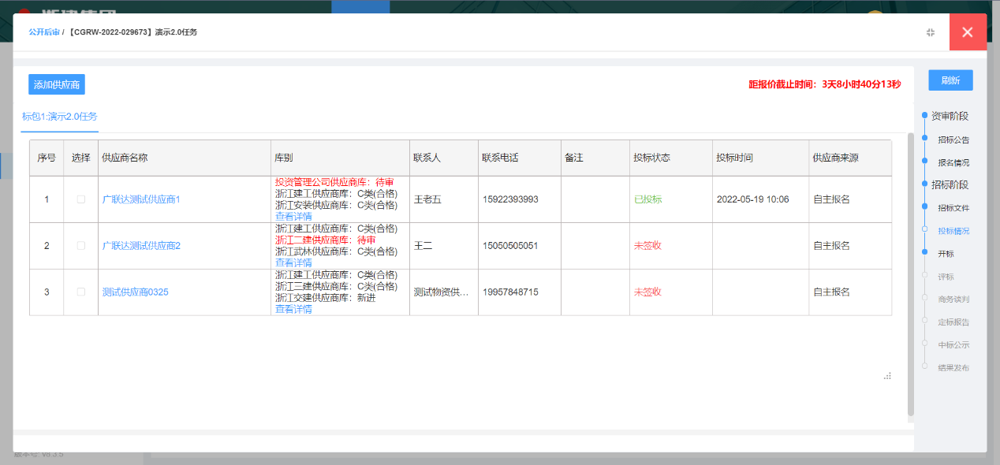 浙建集团
公开后审 / 【CGRW-2022-029673】演示2.0任务
添加供应商
距报价截止时间：3天8小时40分13秒
刷新
标包1:演示2.0任务
序号 选择 供应商名称 库别 联系人 联系电话 备注 投标状态 投标时间 供应商来源
投资管理公司供应商库：待审
浙江建工供应商库：C类(合格)
浙江安装供应商库：C类(合格)
查看详情
1 广联达测试供应商1 王老五 15922393993 已投标 2022-05-19 10:06 自主报名
浙江建工供应商库：C类(合格)
浙江二建供应商库：待审
浙江武林供应商库：C类(合格)
查看详情
2 广联达测试供应商2 王二 15050505051 未签收 自主报名
浙江建工供应商库：C类(合格)
浙江三建供应商库：C类(合格)
浙江交建供应商库：新进
查看详情
3 测试供应商0325 测试物资供... 19957848715 未签收 自主报名
资审阶段
招标公告
报名情况
招标阶段
招标文件
投标情况
开标
评标
商务谈判
定标报告
中标公示
结果发布
版本号: V6.3.5